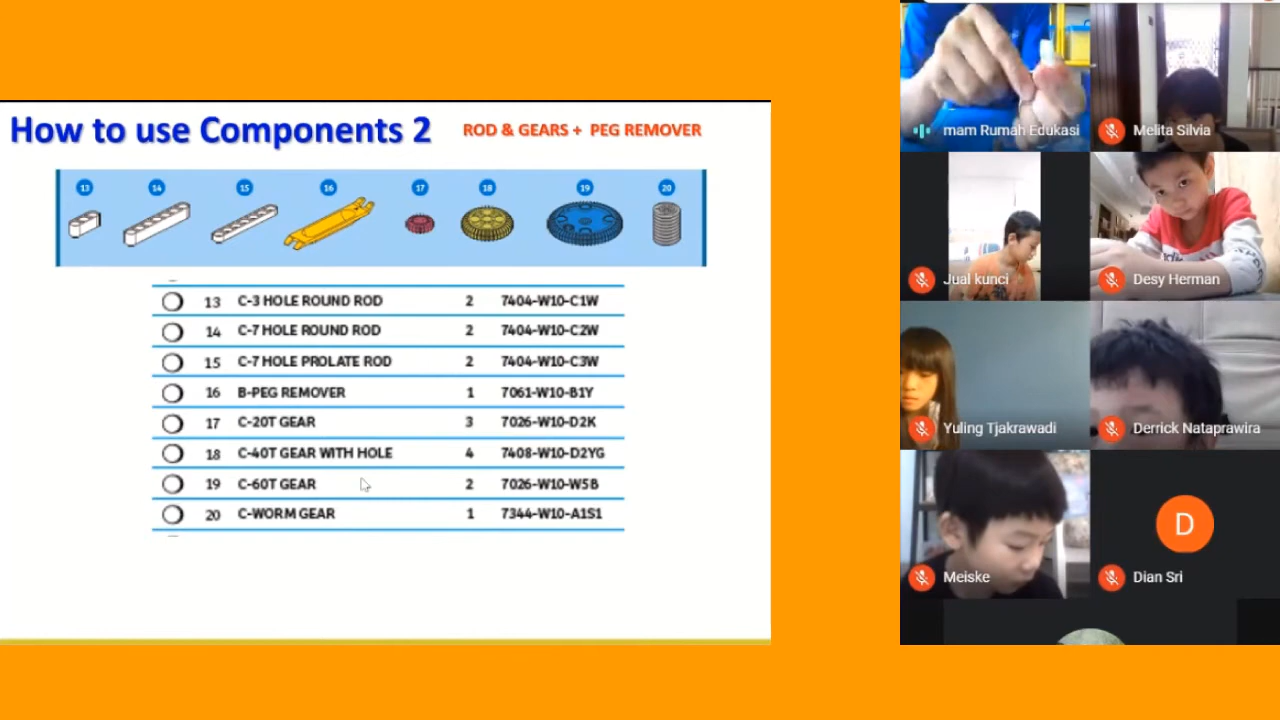 How to use Components 2 ROD & GEARS + PEG REMOVER
13 14 15 16 17 18 19 20
13 C-3 HOLE ROUND ROD 2 7404-W10-C1W
14 C-7 HOLE ROUND ROD 2 7404-W10-C2W
15 C-7 HOLE PROLATE ROD 2 7404-W10-C3W
16 B-PEG REMOVER 1 7061-W10-B1Y
17 C-20T GEAR 3 7026-W10-D2K
18 C-40T GEAR WITH HOLE 4 7408-W10-D2YG
19 C-60T GEAR 2 7026-W10-W5B
20 C-WORM GEAR 1 7344-W10-A1S1
mam Rumah Edukasi
Melita Silvia
Jual kunci
Desy Herman
Yuling Tjakrawadi
Derrick Nataprawira
Meiske
D
Dian Sri